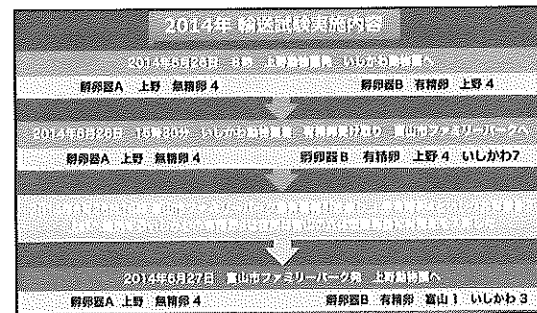 2014年 輸送試験実施内容
2014年6月26日 8時 上野動物園発 いしかわ動物園へ
孵卵器A 上野 無精卵 4 孵卵器B 有精卵 上野 4
2014年6月26日 15時30分 いしかわ動物園着 有精卵受け取り 富山市ファミリーパークへ
孵卵器A 上野 無精卵 4 孵卵器B 有精卵 上野 4 いしかわ7
2014年6月27日 富山市ファミリーパーク発 上野動物園へ
孵卵器A 上野 無精卵 4 孵卵器B 有精卵 富山 1 いしかわ 3